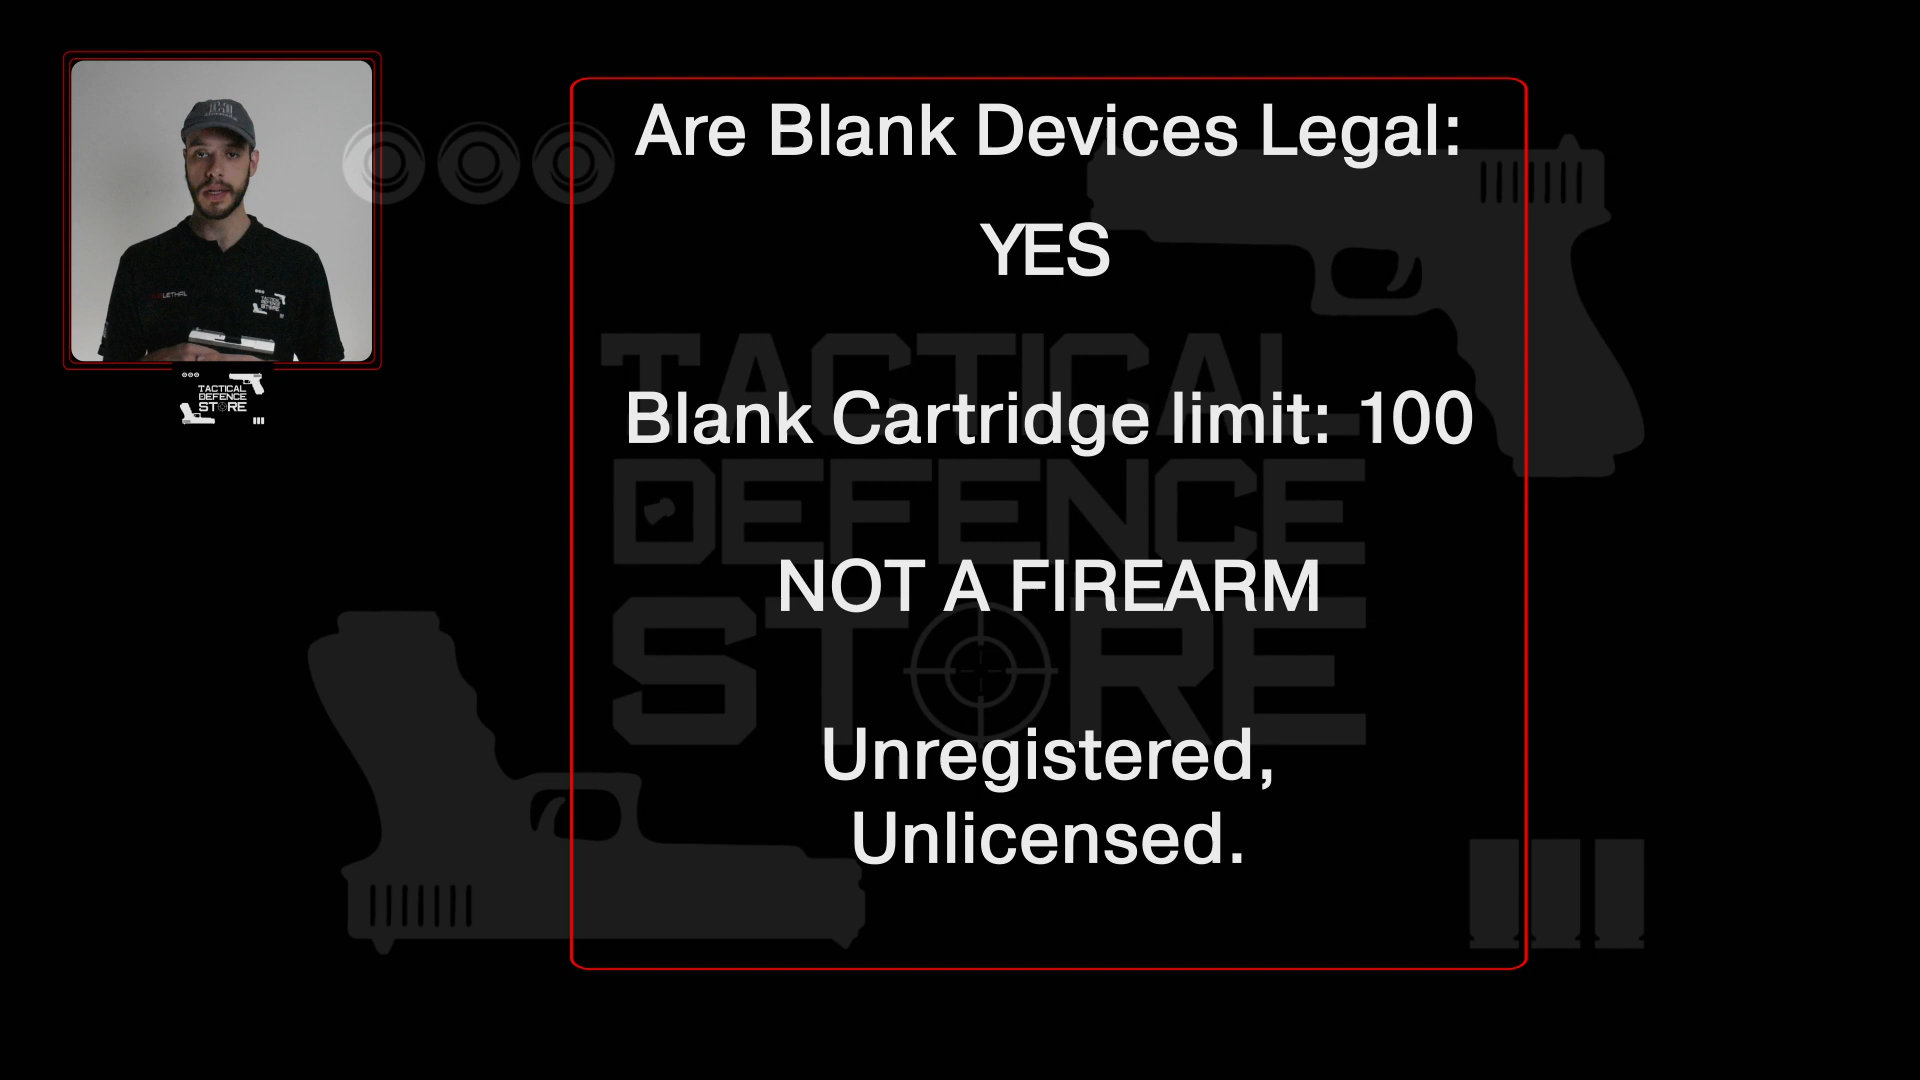 Are Blank Devices Legal:
YES
Blank Cartridge limit: 100
NOT A FIREARM
Unregistered,
Unlicensed.
TACTICAL
DEFENCE
STORE
LETHAL
TACTICAL
DEFENCE
STORE